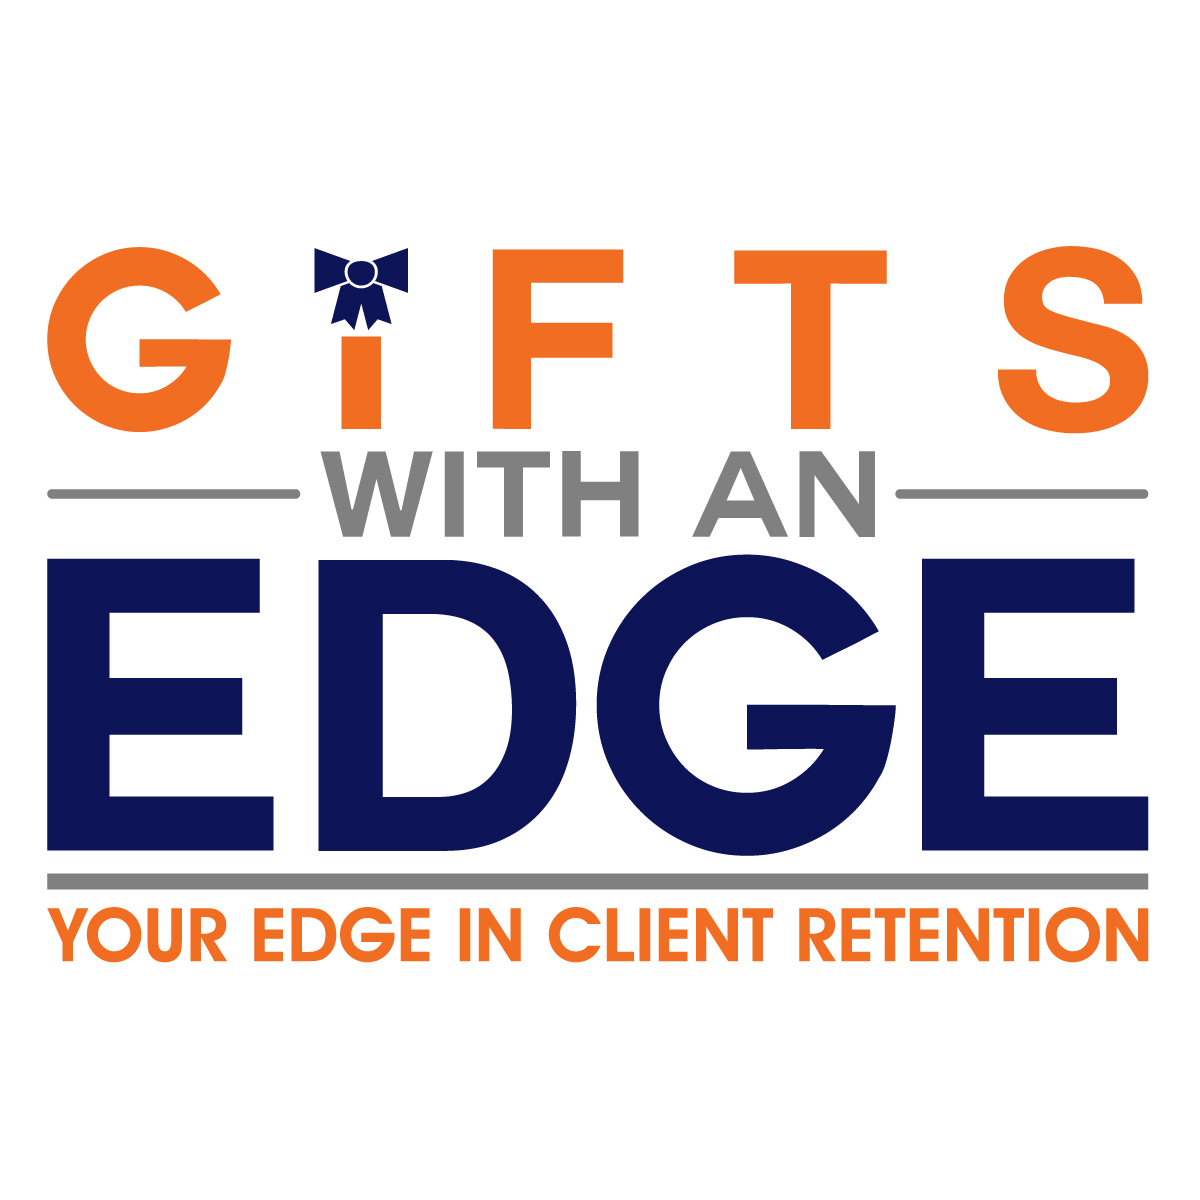 GiFTS
WITH AN
EDGE
YOUR EDGE IN CLIENT RETENTION